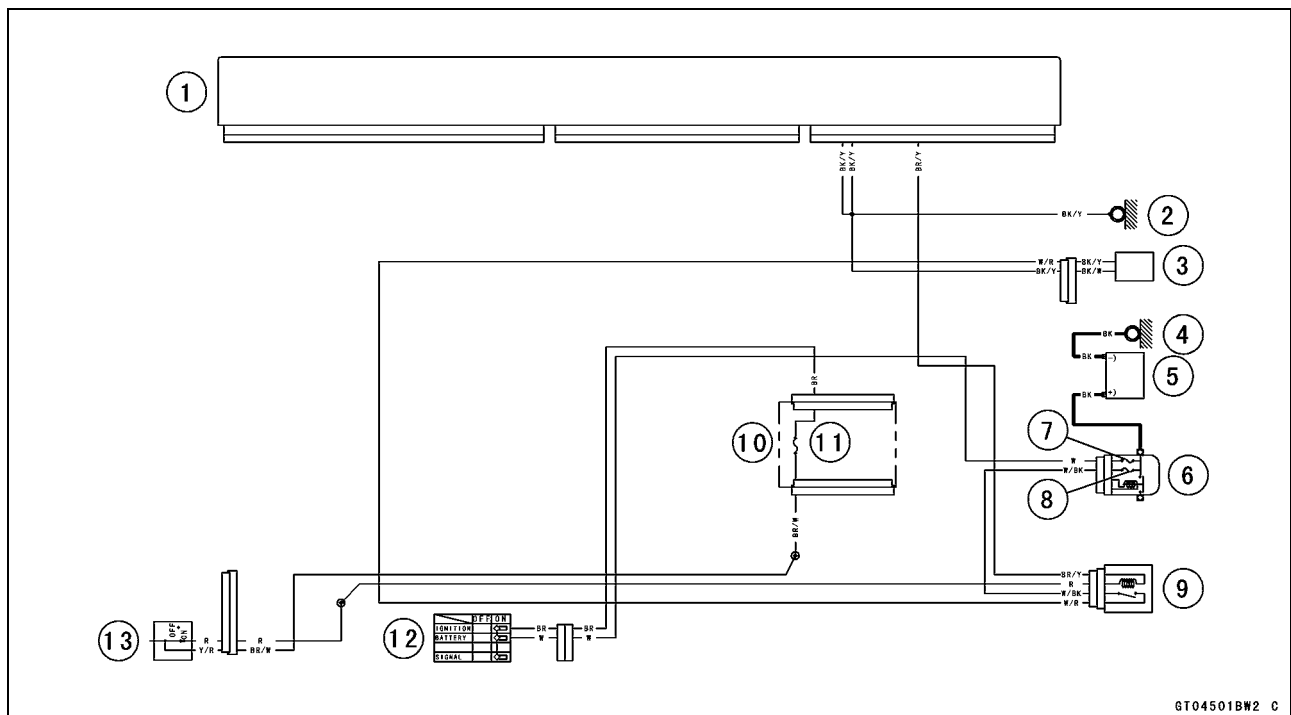 1
BK/Y
BK/Y
BR/Y
BK/Y
2
W/R
BK/Y
BK/Y
BK/W
3
BK
4
BK
-)
5
BK
+)
BR
10
11
7
W
W/BK
6
8
BR/W
BR/Y
R
W/BK
W/R
9
13
OFF
ON
R
Y/R
R
BR/W
12
OFF ON
IGNITION
BATTERY
SIGNAL
BR
W
BR
W
GT04501BW2 C